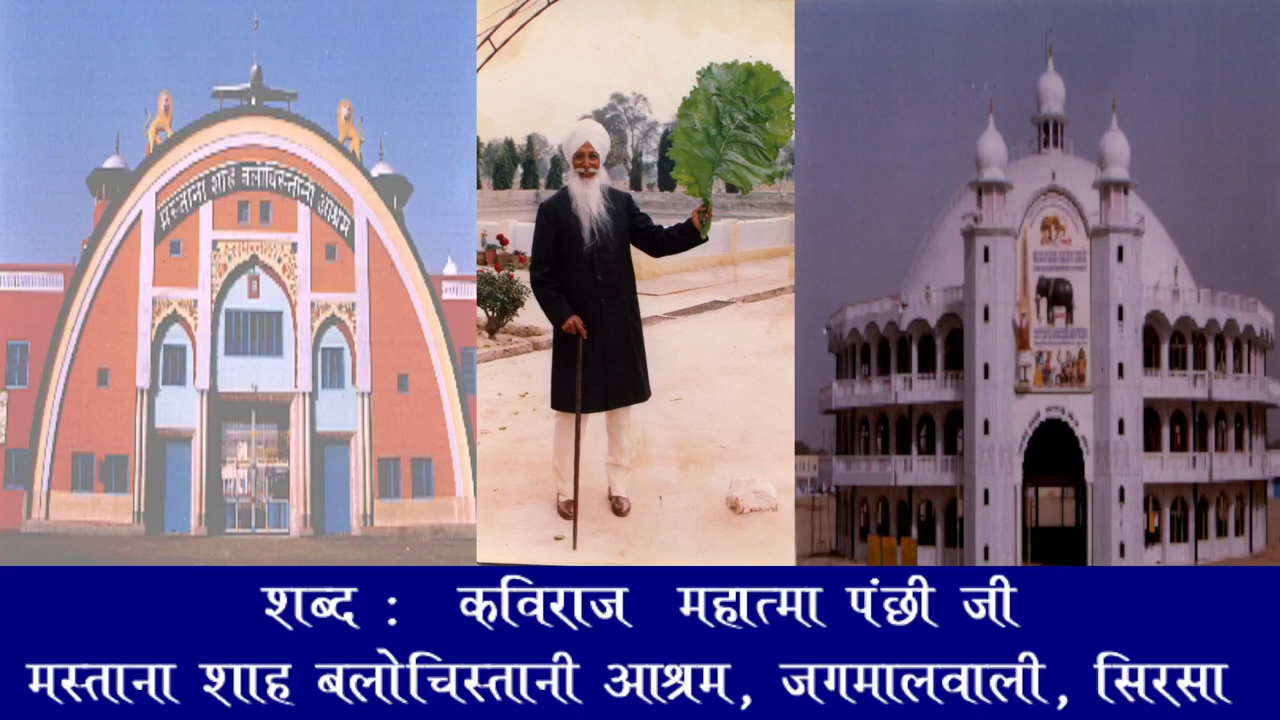 मस्ताना शाह बलोचिस्तानी आश्रम
शब्द : कविराज महात्मा पंछी जी
मस्ताना शाह बलोचिस्तानी आश्रम, जगमालवाली, सिरसा